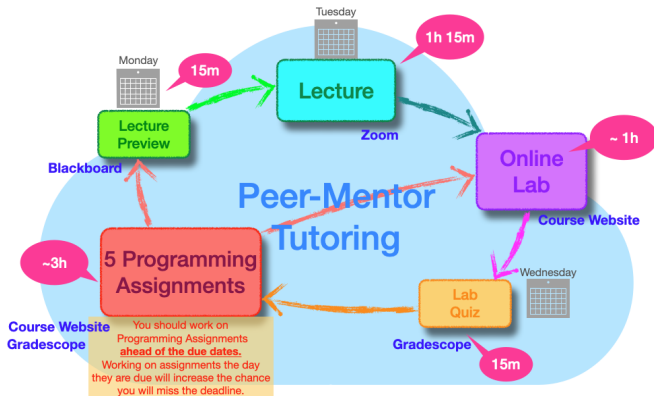 Tuesday
1h 15m
Monday
15m
Lecture
Lecture
Preview
Zoom
~ 1h
Blackboard
Online
Lab
Peer-Mentor
Tutoring
Course Website
5 Programming
Assignments
~3h
Wednesday
Lab
Quiz
Course Website
Gradescope
Gradescope
15m
You should work on
Programming Assignments
ahead of the due dates.
Working on assignments the day
they are due will increase the chance
you will miss the deadline.